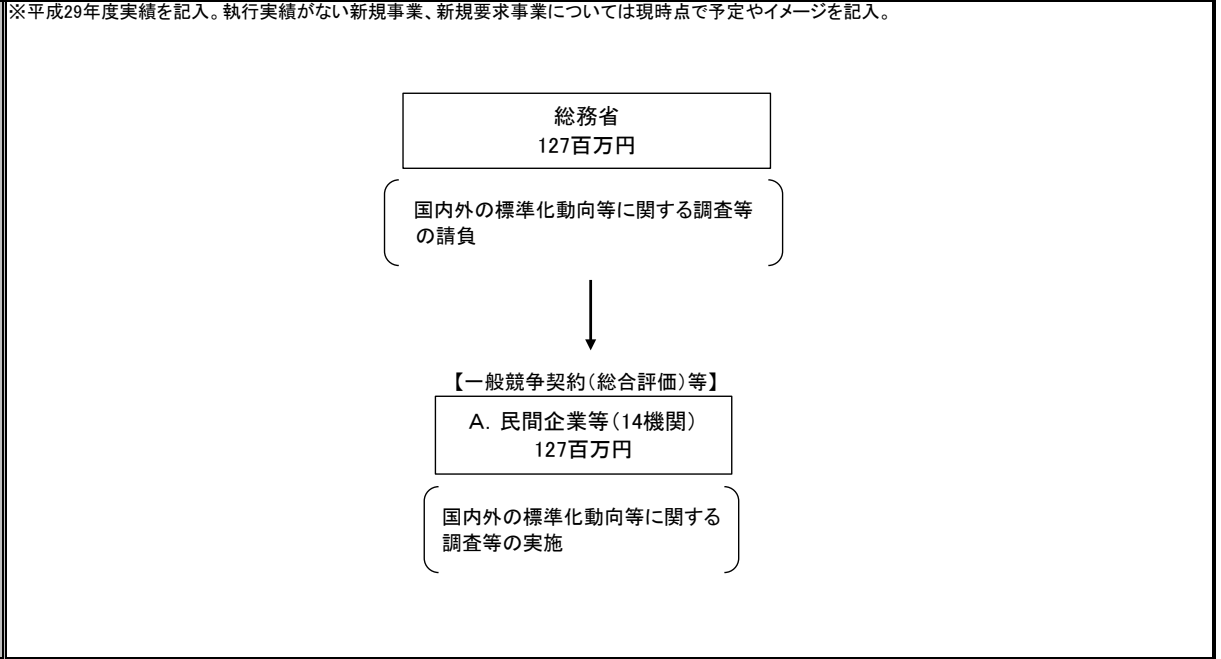 ※平成29年度実績を記入。執行実績がない新規事業、新規要求事業については現時点で予定やイメージを記入。
総務省
127百万円
国内外の標準化動向等に関する調査等
の請負
【一般競争契約(総合評価)等】
A. 民間企業等(14機関)
127百万円
国内外の標準化動向等に関する
調査等の実施